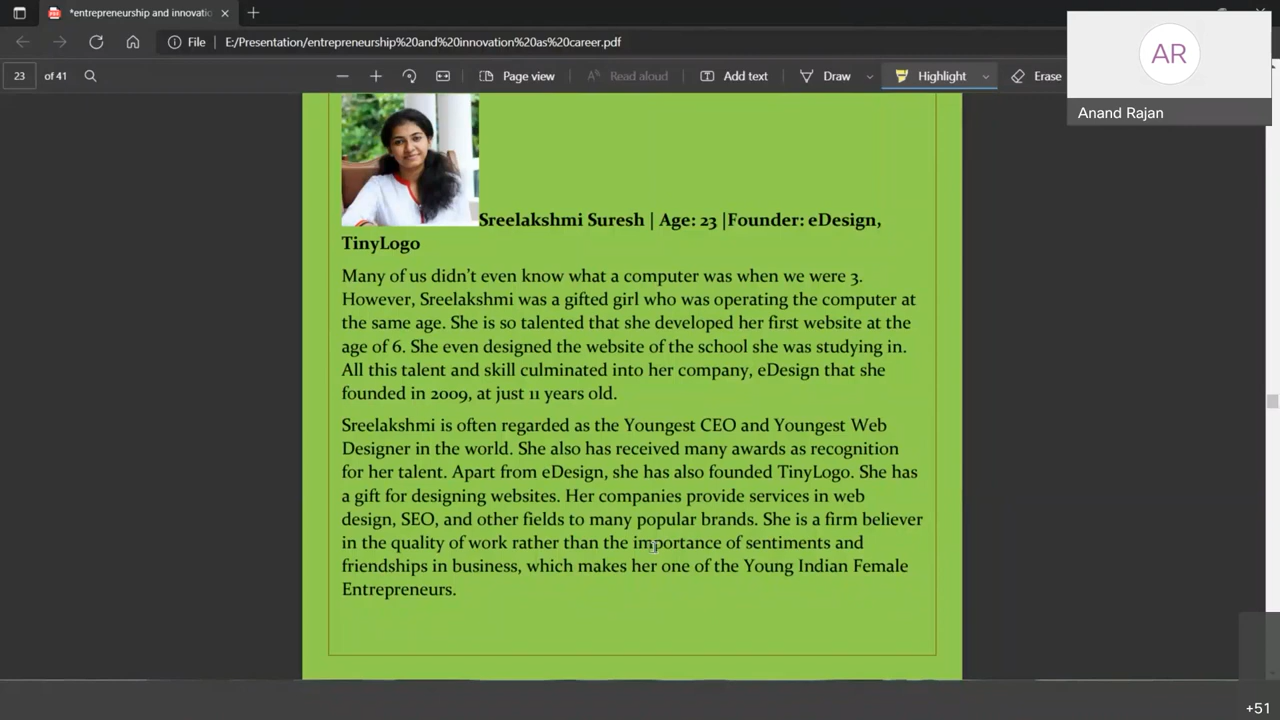 *entrepreneurship and innovatio
File E:/Presentation/entrepreneurship%20and%20innovation%20as%20career.pdf
23 of 41 Page view Read aloud Add text Draw Highlight Erase
AR
Anand Rajan
Sreelakshmi Suresh | Age: 23 |Founder: eDesign,
TinyLogo
Many of us didn’t even know what a computer was when we were 3.
However, Sreelakshmi was a gifted girl who was operating the computer at
the same age. She is so talented that she developed her first website at the
age of 6. She even designed the website of the school she was studying in.
All this talent and skill culminated into her company, eDesign that she
founded in 2009, at just 11 years old.
Sreelakshmi is often regarded as the Youngest CEO and Youngest Web
Designer in the world. She also has received many awards as recognition
for her talent. Apart from eDesign, she has also founded TinyLogo. She has
a gift for designing websites. Her companies provide services in web
design, SEO, and other fields to many popular brands. She is a firm believer
in the quality of work rather than the importance of sentiments and
friendships in business, which makes her one of the Young Indian Female
Entrepreneurs.
+51